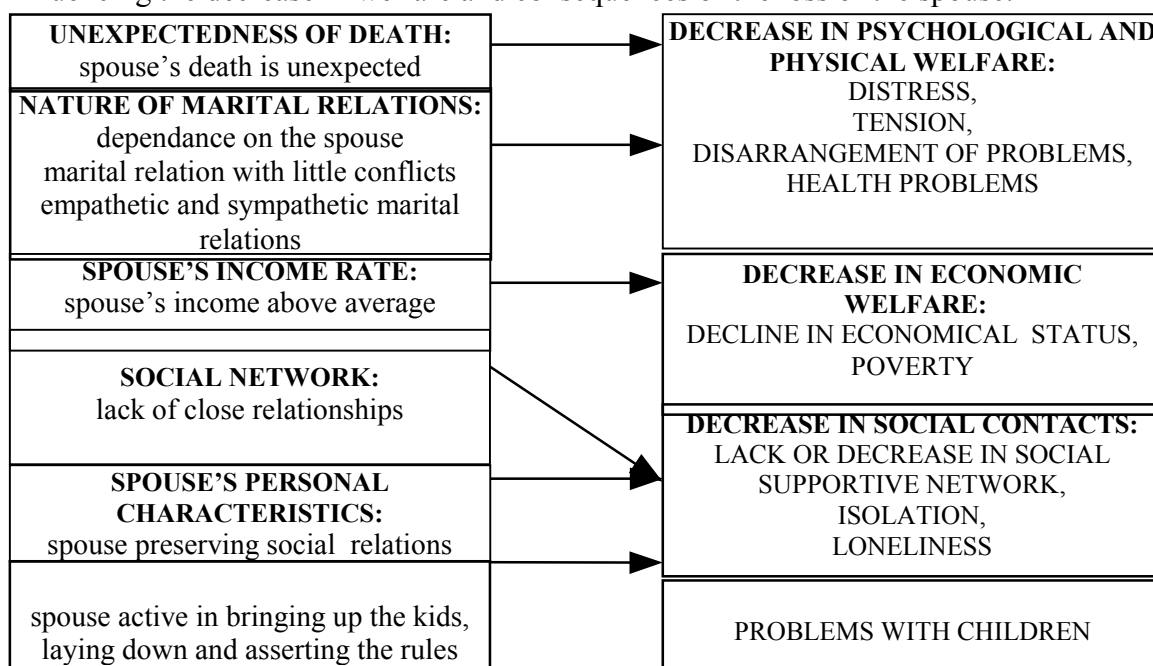 UNEXPECTEDNESS OF DEATH:
spouse's death is unexpected
NATURE OF MARITAL RELATIONS:
dependance on the spouse
marital relation with little conflicts
empathetic and sympathetic marital
relations
SPOUSE'S INCOME RATE:
spouse's income above average
SOCIAL NETWORK:
lack of close relationships
SPOUSE'S PERSONAL
CHARACTERISTICS:
spouse preserving social relations
spouse active in bringing up the kids,
laying down and asserting the rules
DECREASE IN PSYCHOLOGICAL AND
PHYSICAL WELFARE:
DISTRESS,
TENSION,
DISARRANGEMENT OF PROBLEMS,
HEALTH PROBLEMS
DECREASE IN ECONOMIC
WELFARE:
DECLINE IN ECONOMICAL STATUS,
POVERTY
DECREASE IN SOCIAL CONTACTS:
LACK OR DECREASE IN SOCIAL
SUPPORTIVE NETWORK,
ISOLATION,
LONELINESS
PROBLEMS WITH CHILDREN